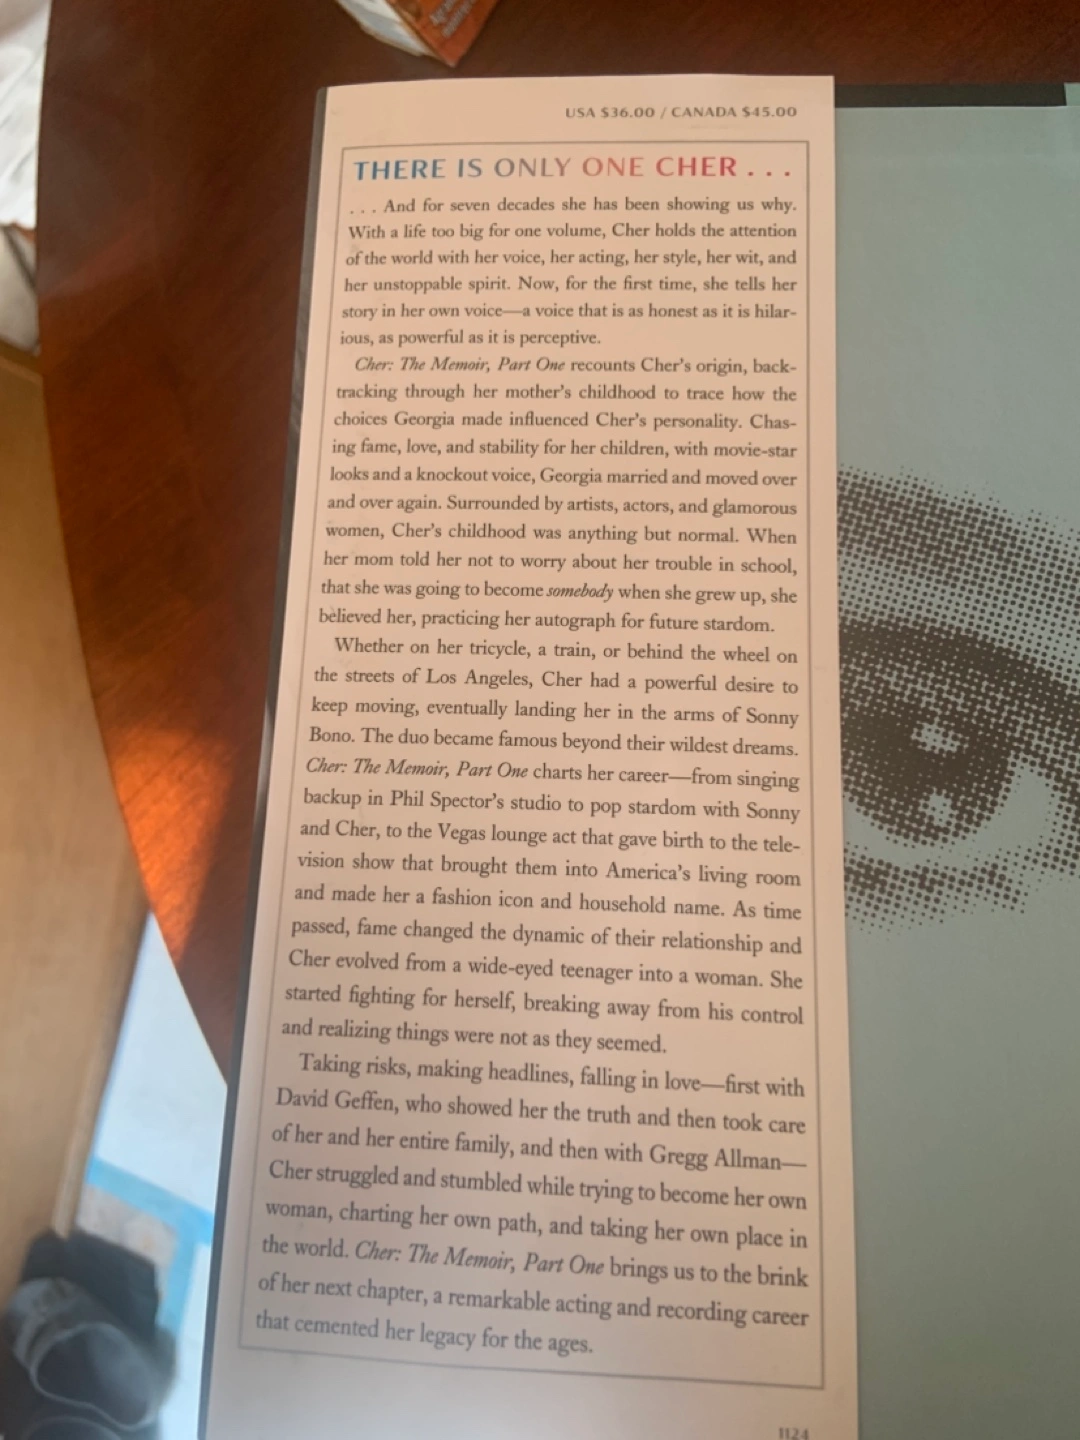 USA $36.00 / CANADA $45.00
THERE IS ONLY ONE CHER . . .
. . . And for seven decades she has been showing us why.
With a life too big for one volume, Cher holds the attention
of the world with her voice, her acting, her style, her wit, and
her unstoppable spirit. Now, for the first time, she tells her
story in her own voice—a voice that is as honest as it is hilar-
ious, as powerful as it is perceptive.
Cher: The Memoir, Part One recounts Cher's origin, back-
tracking through her mother's childhood to trace how the
choices Georgia made influenced Cher's personality. Chas-
ing fame, love, and stability for her children, with movie-star
looks and a knockout voice, Georgia married and moved over
and over again. Surrounded by artists, actors, and glamorous
women, Cher's childhood was anything but normal. When
her mom told her not to worry about her trouble in school,
that she was going to become somebody when she grew up, she
believed her, practicing her autograph for future stardom.
Whether on her tricycle, a train, or behind the wheel on
the streets of Los Angeles, Cher had a powerful desire to
keep moving, eventually landing her in the arms of Sonny
Bono. The duo became famous beyond their wildest dreams.
Cher: The Memoir, Part One charts her career—from singing
backup in Phil Spector's studio to pop stardom with Sonny
and Cher, to the Vegas lounge act that gave birth to the tele-
vision show that brought them into America's living room
and made her a fashion icon and household name. As time
passed, fame changed the dynamic of their relationship and
Cher evolved from a wide-eyed teenager into a woman. She
started fighting for herself, breaking away from his control
and realizing things were not as they seemed.
Taking risks, making headlines, falling in love—first with
David Geffen, who showed her the truth and then took care
of her and her entire family, and then with Gregg Allman—
Cher struggled and stumbled while trying to become her own
woman, charting her own path, and taking her own place in
the world. Cher: The Memoir, Part One brings us to the brink
of her next chapter, a remarkable acting and recording career
that cemented her legacy for the ages.
1124